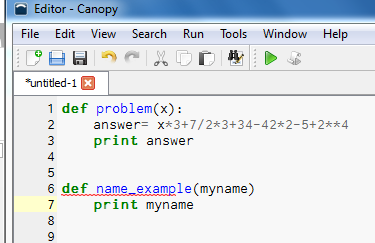 Editor - Canopy
File Edit View Search Run Tools Window Help
*untitled-1
1 def problem(x):
2     answer= x*3+7/2*3+34-42*2-5+2**4
3     print answer
4
5
6 def name_example(myname)
7     print myname
8
9